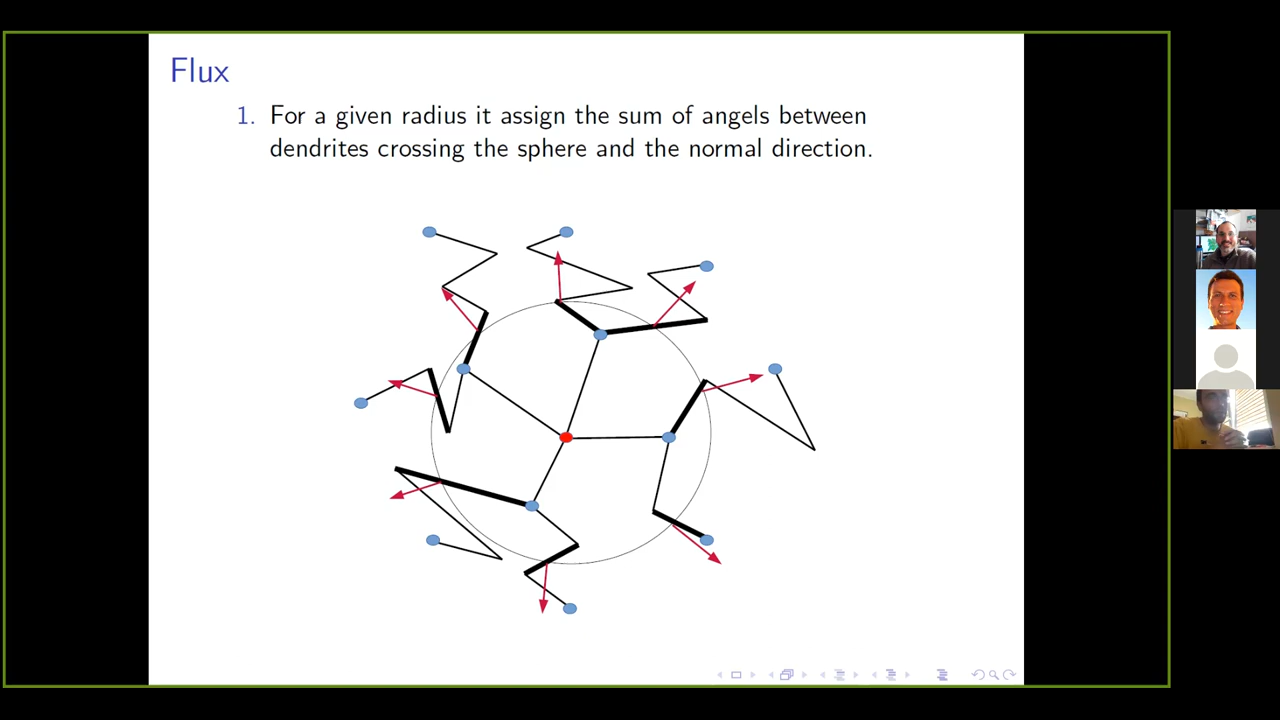 Flux
1. For a given radius it assign the sum of angels between
dendrites crossing the sphere and the normal direction.